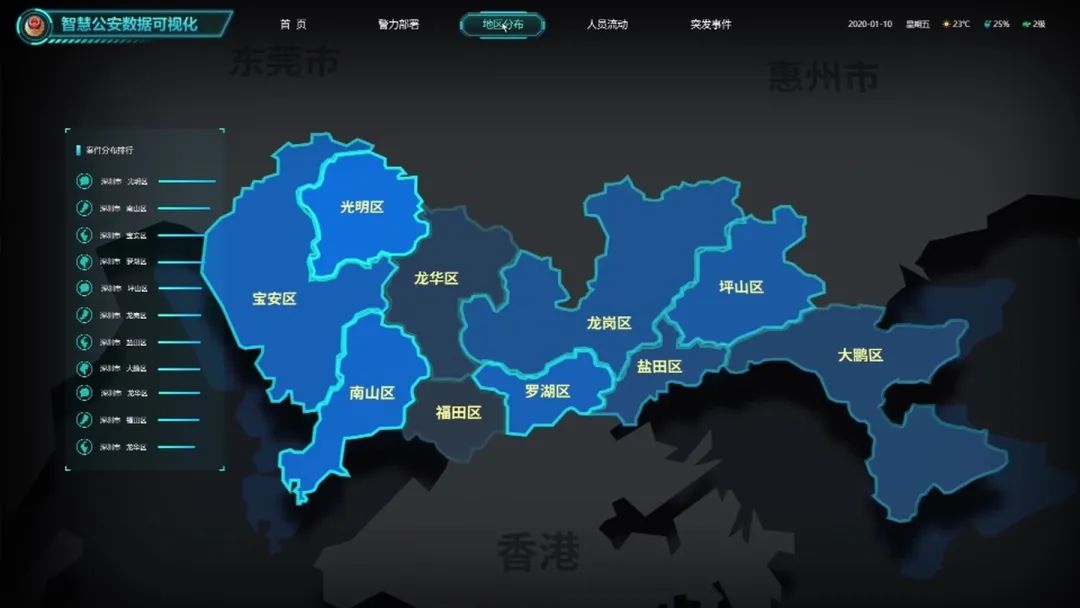 智慧公安数据可视化
首 页
警力部署
地区分布
人员流动
突发事件
2020-01-10 星期五 23℃ 25% 2级
东莞市
惠州市
案件分布排行
深圳市 光明区
深圳市 南山区
深圳市 宝安区
深圳市 罗湖区
深圳市 坪山区
深圳市 龙岗区
深圳市 盐田区
深圳市 大鹏区
深圳市 龙华区
深圳市 福田区
深圳市 龙华区
光明区
龙华区
宝安区
坪山区
龙岗区
大鹏区
盐田区
南山区
罗湖区
福田区
香港